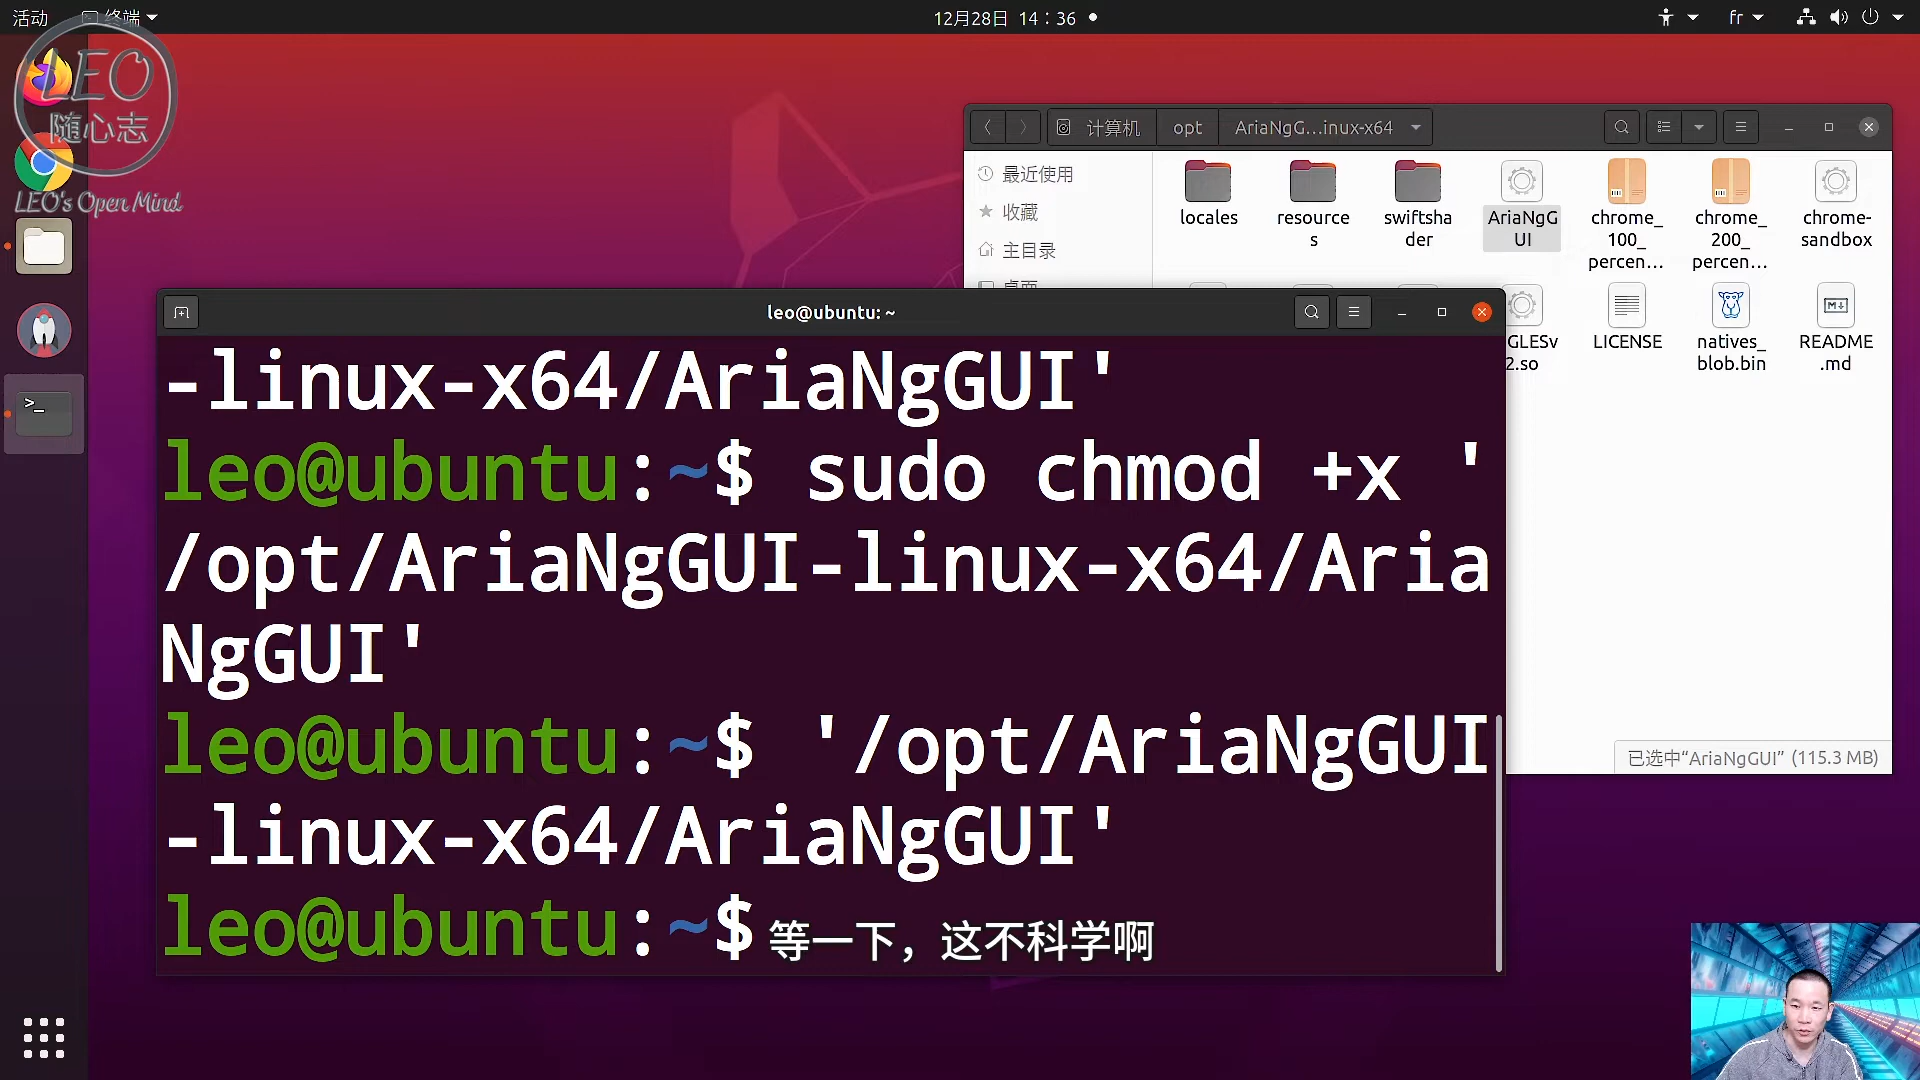 活动
终端
12月28日 14：36
fr
LEO
随心志
LEO's Open Mind
计算机
opt
AriaNgG...inux-x64
最近使用
收藏
主目录
桌面
locales
resource
s
swiftsha
der
AriaNgG
UI
chrome_
100_
percen...
chrome_
200_
percen...
chrome-
sandbox
GLESv
2.so
LICENSE
natives_
blob.bin
README
.md
已选中“AriaNgGUI” (115.3 MB)
leo@ubuntu: ~
-linux-x64/AriaNgGUI'
leo@ubuntu:~$ sudo chmod +x '
/opt/AriaNgGUI-linux-x64/Aria
NgGUI'
leo@ubuntu:~$ '/opt/AriaNgGUI
-linux-x64/AriaNgGUI'
leo@ubuntu:~$
等一下，这不科学啊